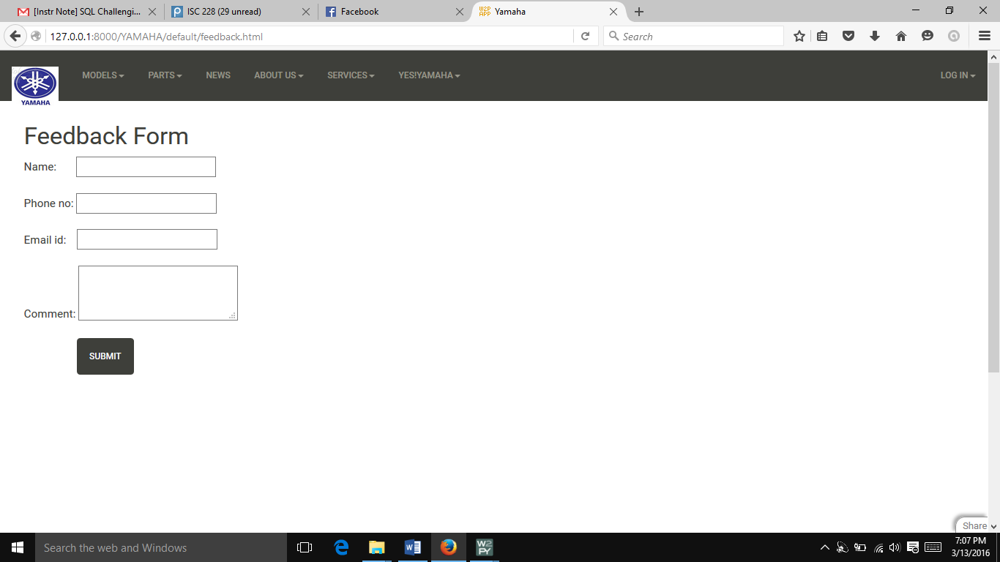 [Instr Note] SQL Challengi...
ISC 228 (29 unread)
Facebook
WEB2PY Yamaha
127.0.0.1:8000/YAMAHA/default/feedback.html
Search
YAMAHA
MODELS PARTS NEWS ABOUT US SERVICES YES!YAMAHA LOG IN
Feedback Form
Name:
Phone no:
Email id:
Comment:
SUBMIT
Share
Search the web and Windows
W2PY
7:07 PM
3/13/2016